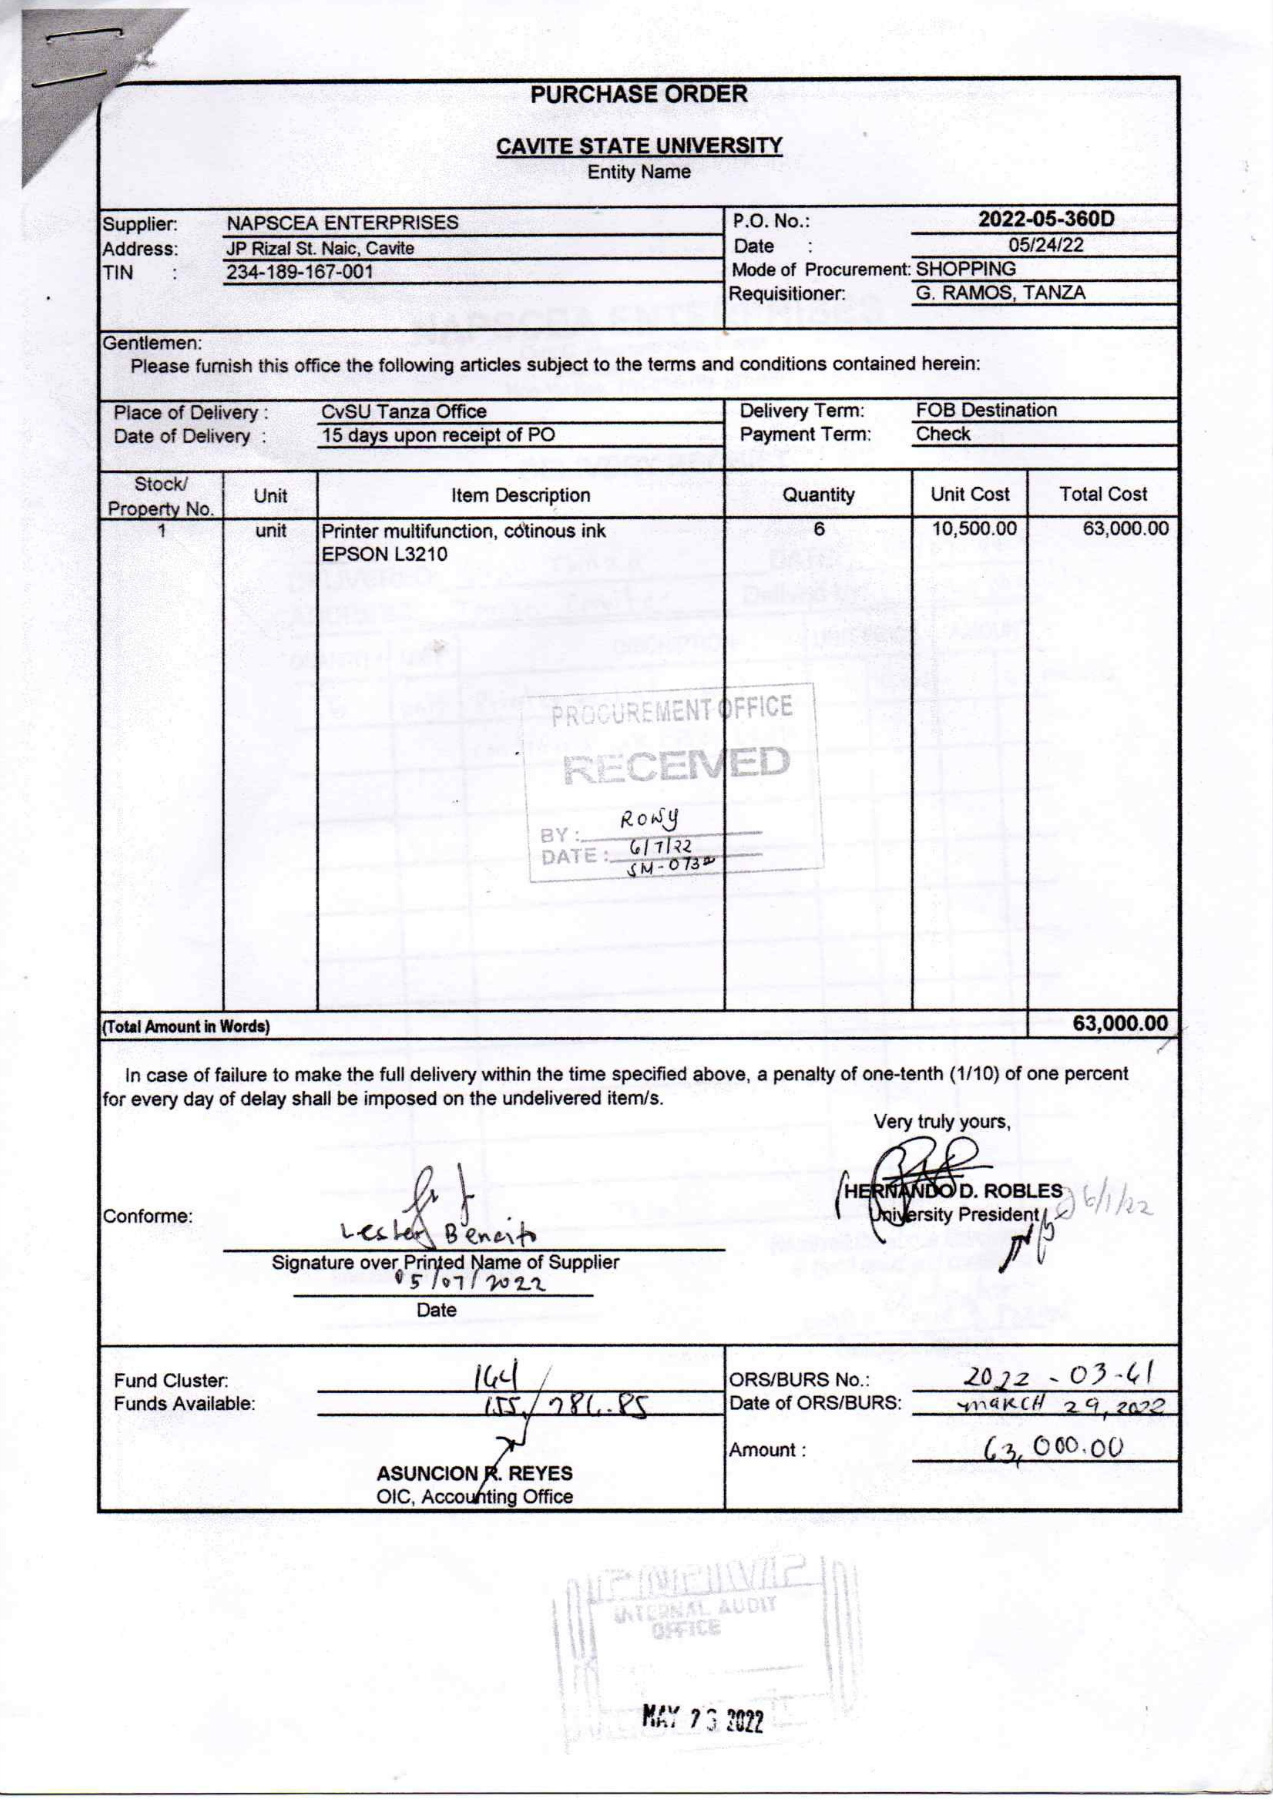 PURCHASE ORDER
CAVITE STATE UNIVERSITY
Entity Name
Supplier: NAPSCEA ENTERPRISES
Address: JP Rizal St. Naic, Cavite
TIN : 234-189-167-001
P.O. No.: 2022-05-360D
Date : 05/24/22
Mode of Procurement: SHOPPING
Requisitioner: G. RAMOS, TANZA
Gentlemen:
Please furnish this office the following articles subject to the terms and conditions contained herein:
Place of Delivery : CvSU Tanza Office
Date of Delivery : 15 days upon receipt of PO
Delivery Term: FOB Destination
Payment Term: Check
Stock/ Property No. Unit Item Description Quantity Unit Cost Total Cost
1 unit Printer multifunction, cotinous ink 6 10,500.00 63,000.00
EPSON L3210
PROCUREMENT OFFICE
RECEIVED
BY : Rowy
DATE : 6/7/22
(Total Amount in Words) 63,000.00
In case of failure to make the full delivery within the time specified above, a penalty of one-tenth (1/10) of one percent
for every day of delay shall be imposed on the undelivered item/s.
Very truly yours,
HERNANDO D. ROBLES
University President 6/1/22
Conforme:
Signature over Printed Name of Supplier
05/07/2022
Date
Fund Cluster: 164
Funds Available:
ASUNCION R. REYES
OIC, Accounting Office
ORS/BURS No.: 2022 - 03-61
Date of ORS/BURS: MARCH 29, 2022
Amount : 63,000.00
INTERNAL AUDIT
OFFICE
MAY 23 2022